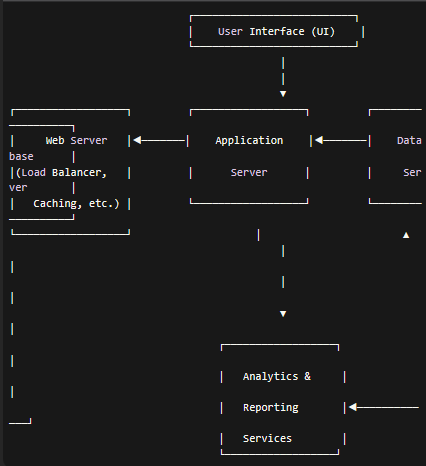 User Interface (UI)
Web Server Application Data
base
(Load Balancer, Server Ser
ver
Caching, etc.)
Analytics &
Reporting
Services